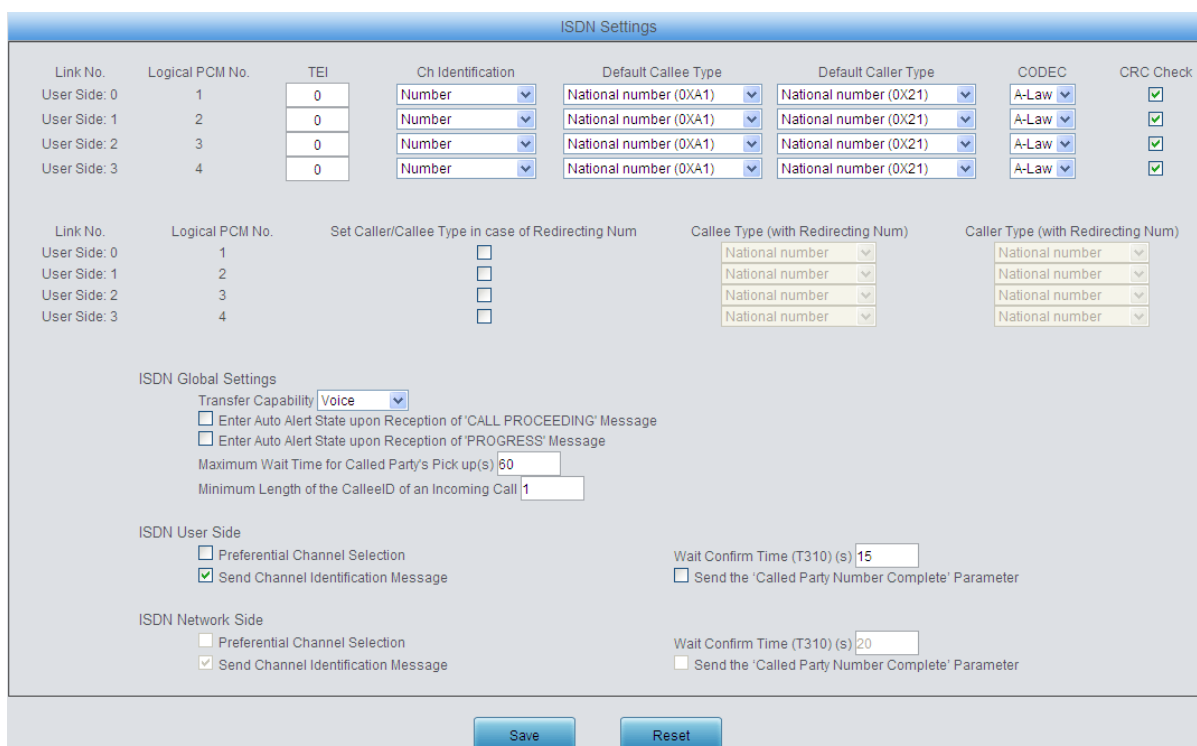 ISDN Settings
Link No. Logical PCM No. TEI Ch Identification Default Callee Type Default Caller Type CODEC CRC Check
User Side: 0 1 0 Number National number (0XA1) National number (0X21) A-Law
User Side: 1 2 0 Number National number (0XA1) National number (0X21) A-Law
User Side: 2 3 0 Number National number (0XA1) National number (0X21) A-Law
User Side: 3 4 0 Number National number (0XA1) National number (0X21) A-Law
Link No. Logical PCM No. Set Caller/Callee Type in case of Redirecting Num Callee Type (with Redirecting Num) Caller Type (with Redirecting Num)
User Side: 0 1 National number National number
User Side: 1 2 National number National number
User Side: 2 3 National number National number
User Side: 3 4 National number National number
ISDN Global Settings
Transfer Capability Voice
Enter Auto Alert State upon Reception of 'CALL PROCEEDING' Message
Enter Auto Alert State upon Reception of 'PROGRESS' Message
Maximum Wait Time for Called Party's Pick up(s) 60
Minimum Length of the CalleeID of an Incoming Call 1
ISDN User Side
Preferential Channel Selection Wait Confirm Time (T310) (s) 15
Send Channel Identification Message Send the ‘Called Party Number Complete’ Parameter
ISDN Network Side
Preferential Channel Selection Wait Confirm Time (T310) (s) 20
Send Channel Identification Message Send the ‘Called Party Number Complete’ Parameter
Save Reset